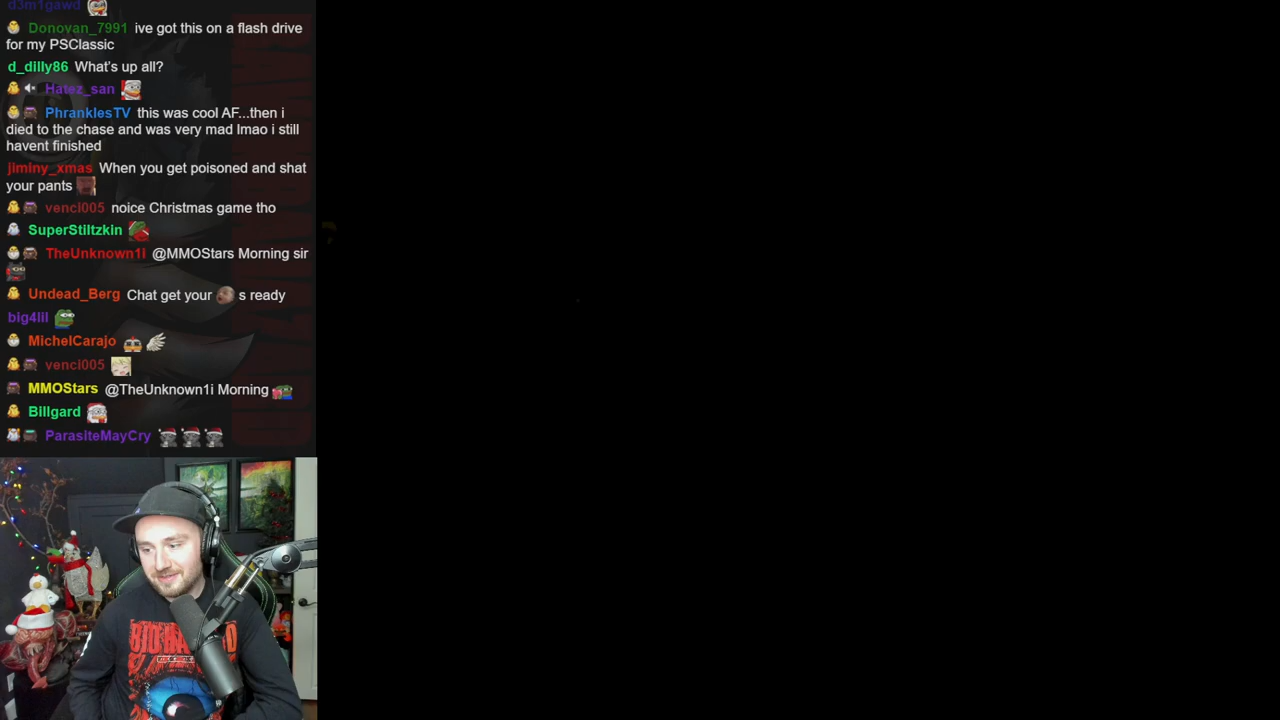 d3m1gawd
Donoyan_7991 ive got this on a flash drive
for my PSClassic
d_dilly86 What's up all?
Hatez_san
PhranklesTV this was cool AF...then i
died to the chase and was very mad lmao i still
havent finished
jiminy_xmas When you get poisoned and shat
your pants
venci005 noice Christmas game tho
SuperStiltzkin
TheUnknown1i @MMOStars Morning sir
Undead_Berg Chat get your s ready
big4lll
MichelCarajo
venci005
MMOStars @TheUnknown1i Morning
Billgard
ParasiteMayCry